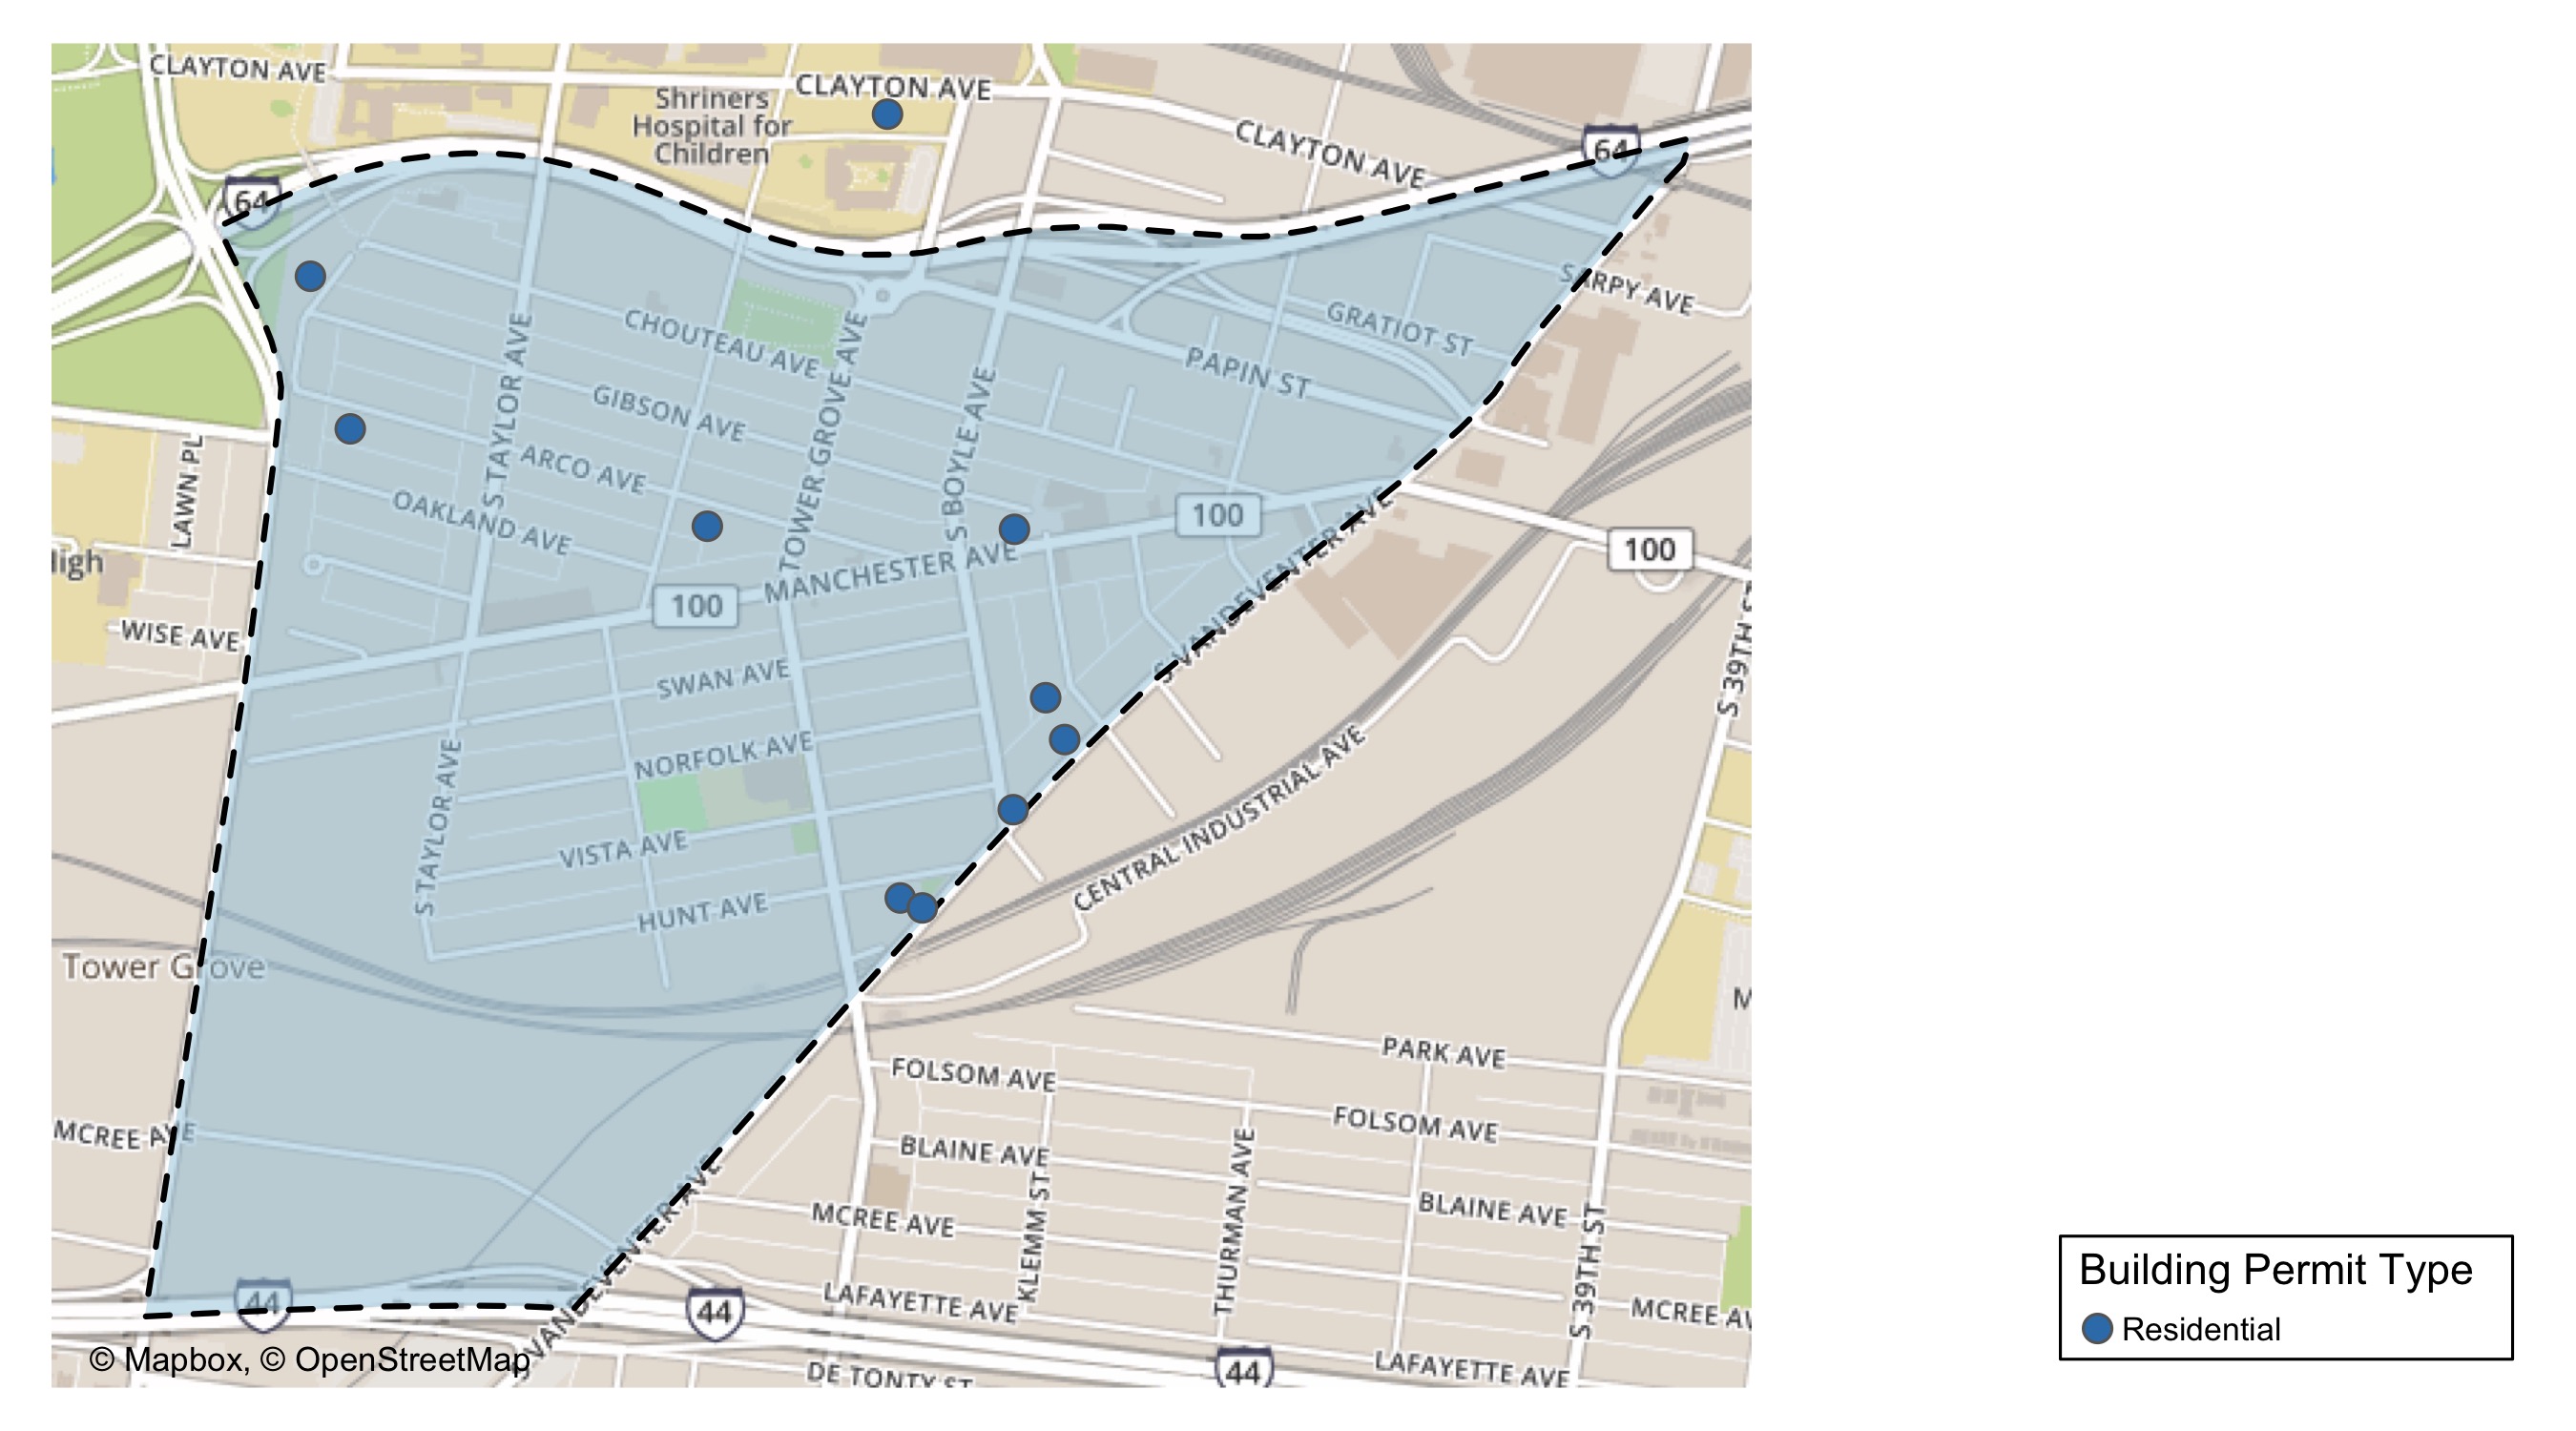 CLAYTON AVE
CLAYTON AVE
Shriners
Hospital for
Children
CLAYTON AVE
64
64
SARPY AVE
GRATIOT ST
CHOUTEAU AVE
PAPIN ST
GIBSON AVE
S TAYLOR AVE
TOWER GROVE AVE
S BOYLE AVE
ARCO AVE
LAWN PL
OAKLAND AVE
100
100
MANCHESTER AVE
100
S VANDEVENTER AVE
WISE AVE
S 39TH ST
SWAN AVE
NORFOLK AVE
S TAYLOR AVE
CENTRAL INDUSTRIAL AVE
VISTA AVE
HUNT AVE
Tower Grove
PARK AVE
FOLSOM AVE
FOLSOM AVE
MCREE AVE
BLAINE AVE
THURMAN AVE
KLEMM ST
BLAINE AVE
MCREE AVE
S VANDEVENTER AVE
S 39TH ST
44
44
LAFAYETTE AVE
MCREE AV
44
LAFAYETTE AVE
DE TONTY ST
© Mapbox, © OpenStreetMap
Building Permit Type
Residential